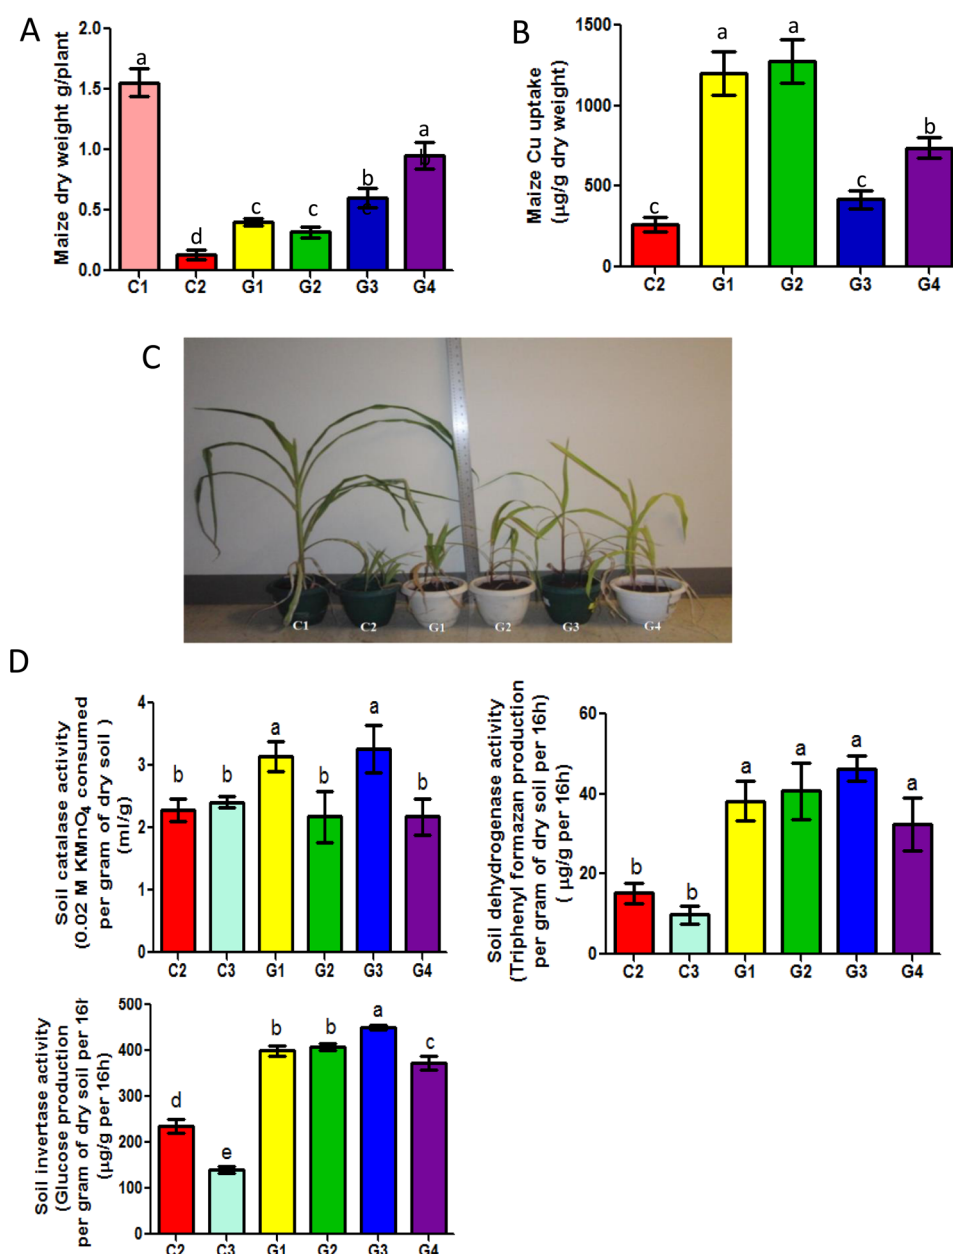 A
Maize dry weight g/plant
2.0
1.5
1.0
0.5
0.0
a
d
c
c
b
c
a
b
C1 C2 G1 G2 G3 G4
B
Maize Cu uptake
(µg/g dry weight)
1500
1000
500
0
c
a
a
c
b
C2 G1 G2 G3 G4
C
C1 C2 G1 G2 G3 G4
D
Soil catalase activity
(0.02 M KMnO4 consumed
per gram of dry soil )
(ml/g)
4
3
2
1
0
b b a b a b
C2 C3 G1 G2 G3 G4
Soil dehydrogenase activity
(Triphenyl formazan production
per gram of dry soil per 16h
( µg/g per 16h)
60
40
20
0
b b a a a a
C2 C3 G1 G2 G3 G4
Soil invertase activity
(Glucose production
per gram of dry soil per 16h
(µg/g per 16h)
500
400
300
200
100
0
d e b b a c
C2 C3 G1 G2 G3 G4